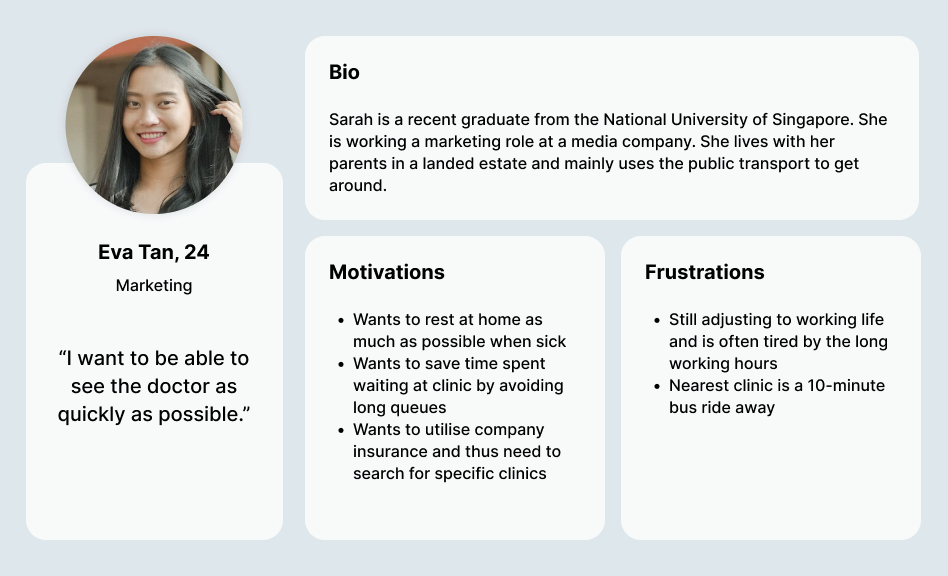 Eva Tan, 24
Marketing
“I want to be able to
see the doctor as
quickly as possible.”
Bio
Sarah is a recent graduate from the National University of Singapore. She
is working a marketing role at a media company. She lives with her
parents in a landed estate and mainly uses the public transport to get
around.
Motivations
• Wants to rest at home as
much as possible when sick
• Wants to save time spent
waiting at clinic by avoiding
long queues
• Wants to utilise company
insurance and thus need to
search for specific clinics
Frustrations
• Still adjusting to working life
and is often tired by the long
working hours
• Nearest clinic is a 10-minute
bus ride away